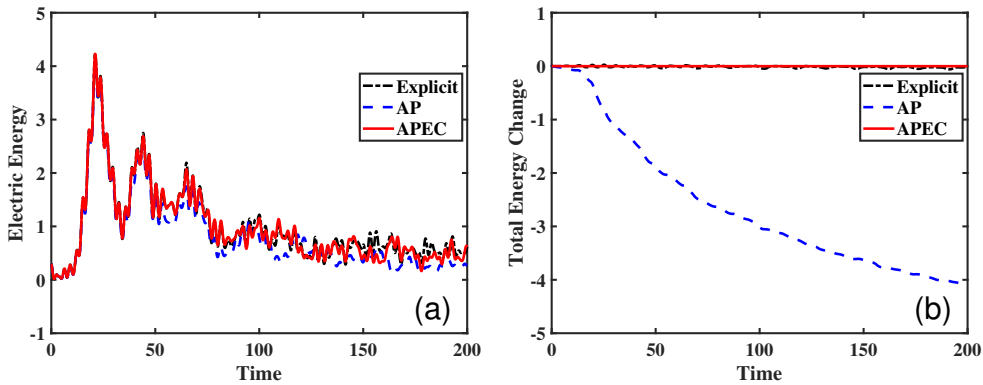 5
4
3
2
1
0
-1
0
50
100
150
200
Electric Energy
Time
Explicit
AP
APEC
(a)
1
0
-1
-2
-3
-4
-5
0
50
100
150
200
Total Energy Change
Time
Explicit
AP
APEC
(b)